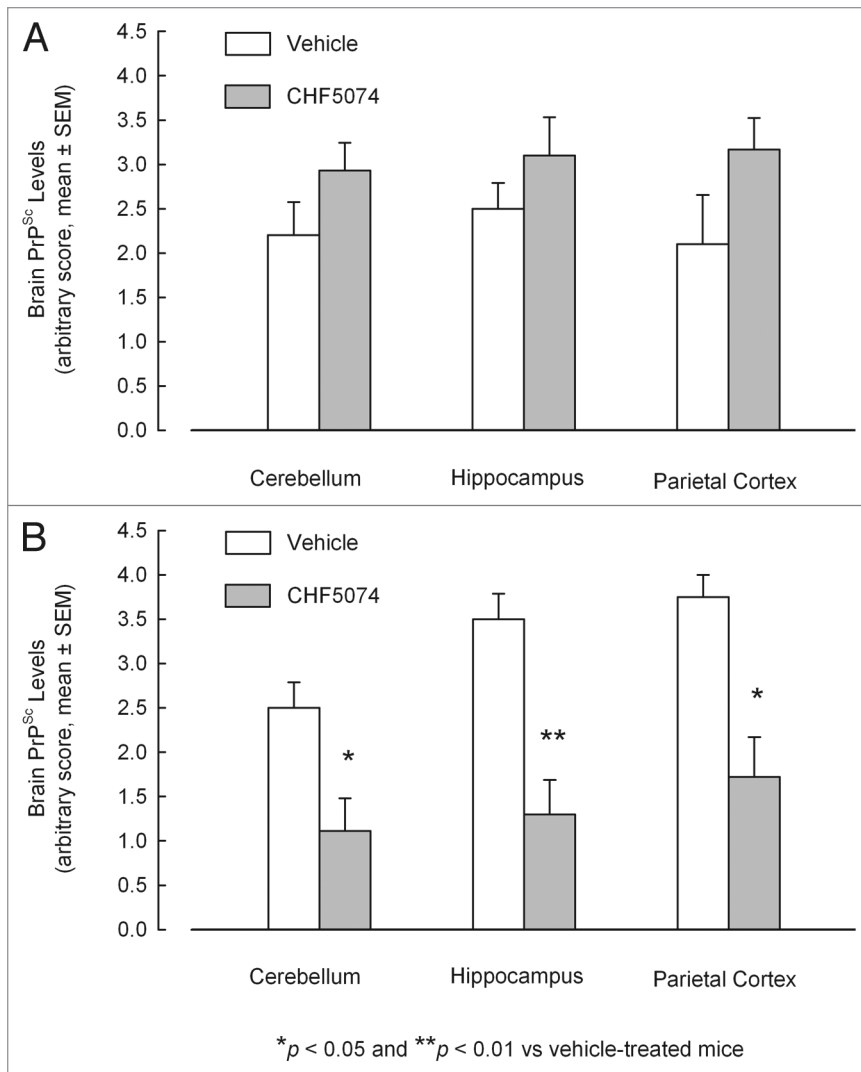 A
Vehicle
CHF5074
Brain PrP^Sc Levels
(arbitrary score, mean ± SEM)
4.5
4.0
3.5
3.0
2.5
2.0
1.5
1.0
0.5
0.0
Cerebellum Hippocampus Parietal Cortex
B
Vehicle
CHF5074
Brain PrP^Sc Levels
(arbitrary score, mean ± SEM)
4.5
4.0
3.5
3.0
2.5
2.0
1.5
1.0
0.5
0.0
* ** *
Cerebellum Hippocampus Parietal Cortex
*p < 0.05 and **p < 0.01 vs vehicle-treated mice